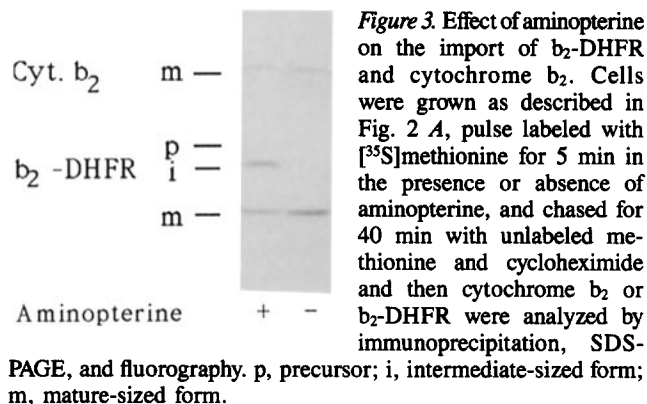 Cyt. b₂ m —
p —
b₂ -DHFR i —
m —
Aminopterine + −
Figure 3. Effect of aminopterine
on the import of b₂-DHFR
and cytochrome b₂. Cells
were grown as described in
Fig. 2 A, pulse labeled with
[³⁵S]methionine for 5 min in
the presence or absence of
aminopterine, and chased for
40 min with unlabeled me-
thionine and cycloheximide
and then cytochrome b₂ or
b₂-DHFR were analyzed by
immunoprecipitation, SDS-
PAGE, and fluorography. p, precursor; i, intermediate-sized form;
m, mature-sized form.